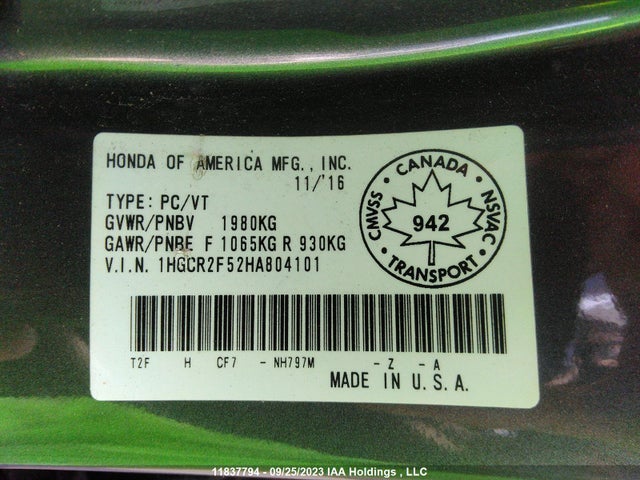 HONDA OF AMERICA MFG., INC.
11/'16
TYPE: PC/VT
GVWR/PNBV 1980KG
GAWR/PNBE F 1065KG R 930KG
V.I.N. 1HGCR2F52HA804101
CANADA
CMVSS 942 NSVAC
TRANSPORT
T2F H CF7 - NH797M - Z - A
MADE IN U.S.A.
11837794 - 09/25/2023 IAA Holdings , LLC